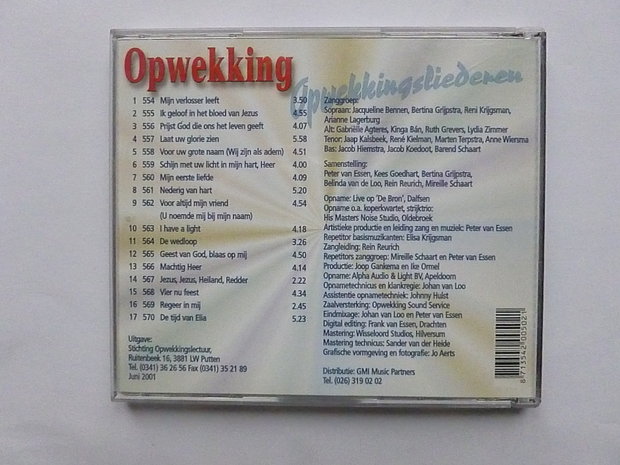 Opwekking
Opwekkingsliederen
1 554 Mijn verlosser leeft 3.50
2 555 Ik geloof in het bloed van Jezus 4.55
3 556 Prijst God die ons het leven geeft 4.07
4 557 Laat uw glorie zien 5.58
5 558 Voor uw grote naam (Wij zijn als adem) 4.51
6 559 Schijn met uw licht in mijn hart, Heer 4.00
7 560 Mijn eerste liefde 4.09
8 561 Nederig van hart 5.20
9 562 Voor altijd mijn vriend 4.54
(U noemde mij bij mijn naam)
10 563 I have a light 4.18
11 564 De wedloop 3.26
12 565 Geest van God, blaas op mij 4.50
13 566 Machtig Heer 4.14
14 567 Jezus, Jezus, Heiland, Redder 2.22
15 568 Vier nu feest 4.34
16 569 Regeer in mij 2.45
17 570 De tijd van Elia 5.23
Uitgave:
Stichting Opwekkingslectuur,
Ruitenbeek 16, 3881 LW Putten
Tel. (0341) 36 26 56 Fax (0341) 35 21 89
Juni 2001
Zanggroep:
Sopraan: Jacqueline Bennen, Bertina Grijpstra, Reni Krijgsman,
Arianne Lagerburg
Alt: Gabriëlle Agteres, Kinga Bán, Ruth Grevers, Lydia Zimmer
Tenor: Jaap Kalsbeek, René Kielman, Marten Terpstra, Anne Wiersma
Bas: Jacob Hiemstra, Jacob Koedoot, Barend Schaart
Samenstelling:
Peter van Essen, Kees Goedhart, Bertina Grijpstra,
Belinda van de Loo, Rein Reurich, Mireille Schaart
Opname: Live op 'De Bron', Dalfsen
Opname o.a. koperkwartet, strijktrio:
His Masters Noise Studio, Oldebroek
Artistieke productie en leiding zang en muziek: Peter van Essen
Repetitor basismuzikanten: Elisa Krijgsman
Zangleiding: Rein Reurich
Repetitors zanggroep: Mireille Schaart en Peter van Essen
Productie: Joop Gankema en Ike Ormel
Opname: Alpha Audio & Light BV, Apeldoorn
Opnametechnicus en klankregie: Johan van Loo
Assistentie opnametechniek: Johnny Hulst
Zaalversterking: Opwekking Sound Service
Eindmixage: Johan van Loo en Peter van Essen
Digital editing: Frank van Essen, Drachten
Mastering: Wisseloord Studios, Hilversum
Mastering technicus: Sander van der Heide
Grafische vormgeving en fotografie: Jo Aerts
Distributie: GMI Music Partners
Tel. (026) 319 02 02
8 713542 005021